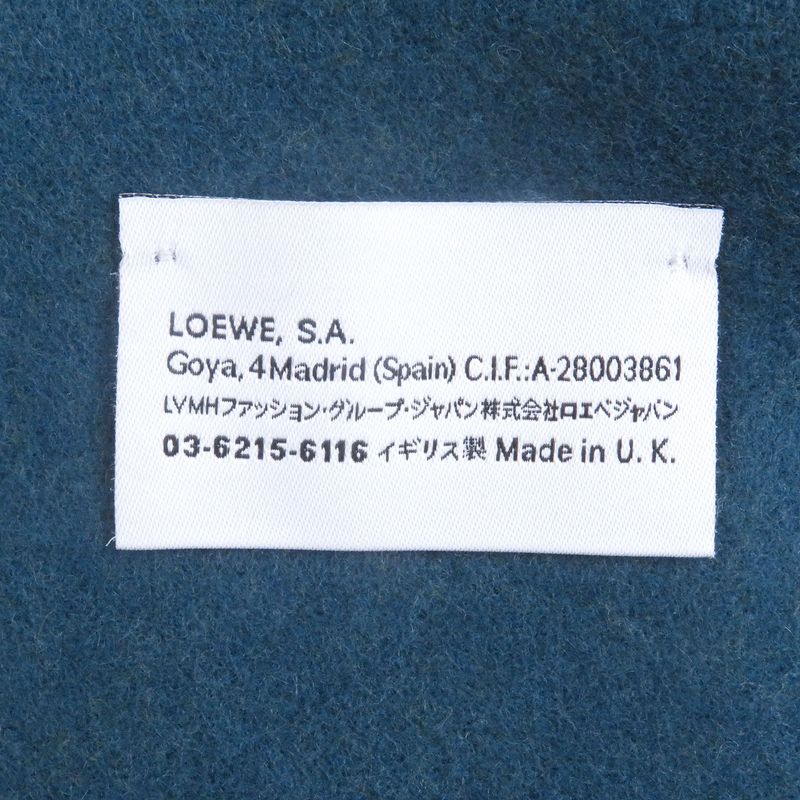 LOEWE, S.A.
Goya, 4 Madrid (Spain) C.I.F.:A-28003861
LVMHファッション・グループ・ジャパン株式会社ロエベジャパン
03-6215-6116 イギリス製 Made in U. K.